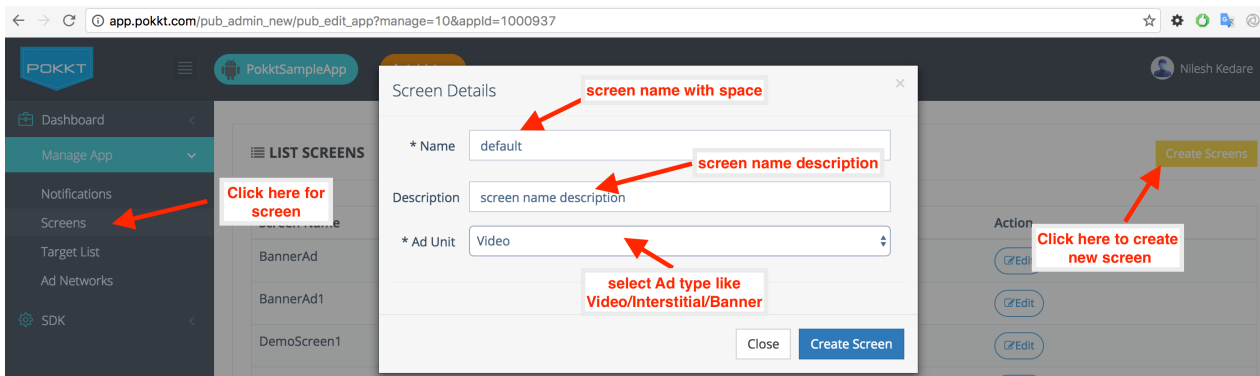 app.pokkt.com/pub_admin_new/pub_edit_app?manage=10&appId=1000937
POKKT
PokktSampleApp
Nilesh Kedare
Dashboard
Manage App
Notifications
Screens
Target List
Ad Networks
SDK
Click here for
screen
LIST SCREENS
Create Screens
Screen Name
Action
BannerAd
Edit
BannerAd1
Edit
DemoScreen1
Edit
Click here to create
new screen
Screen Details
×
screen name with space
* Name
default
screen name description
Description
screen name description
* Ad Unit
Video
select Ad type like
Video/Interstitial/Banner
Close
Create Screen